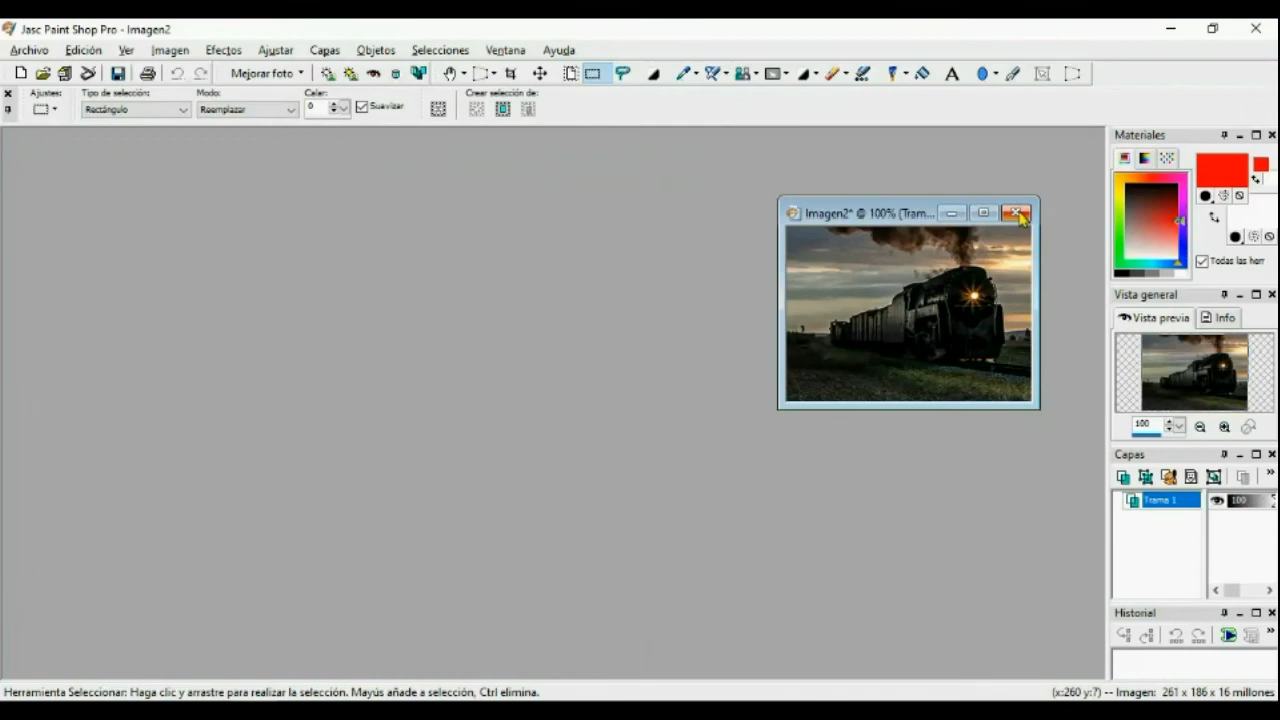 Jasc Paint Shop Pro - Imagen2
Archivo Edición Ver Imagen Efectos Ajustar Capas Objetos Selecciones Ventana Ayuda
Mejorar foto
Ajustes: Tipo de selección: Modo: Calar: Crear selección de:
Rectángulo Reemplazar 0 Suavizar
Materiales
Imagen2* @ 100% (Tram...
Todas las herr
Vista general
Vista previa Info
100
Capas
Trama 1 100
Historial
Herramienta Seleccionar: Haga clic y arrastre para realizar la selección. Mayús añade a selección, Ctrl elimina.
(x:260 y:?) -- Imagen: 261 x 186 x 16 millones